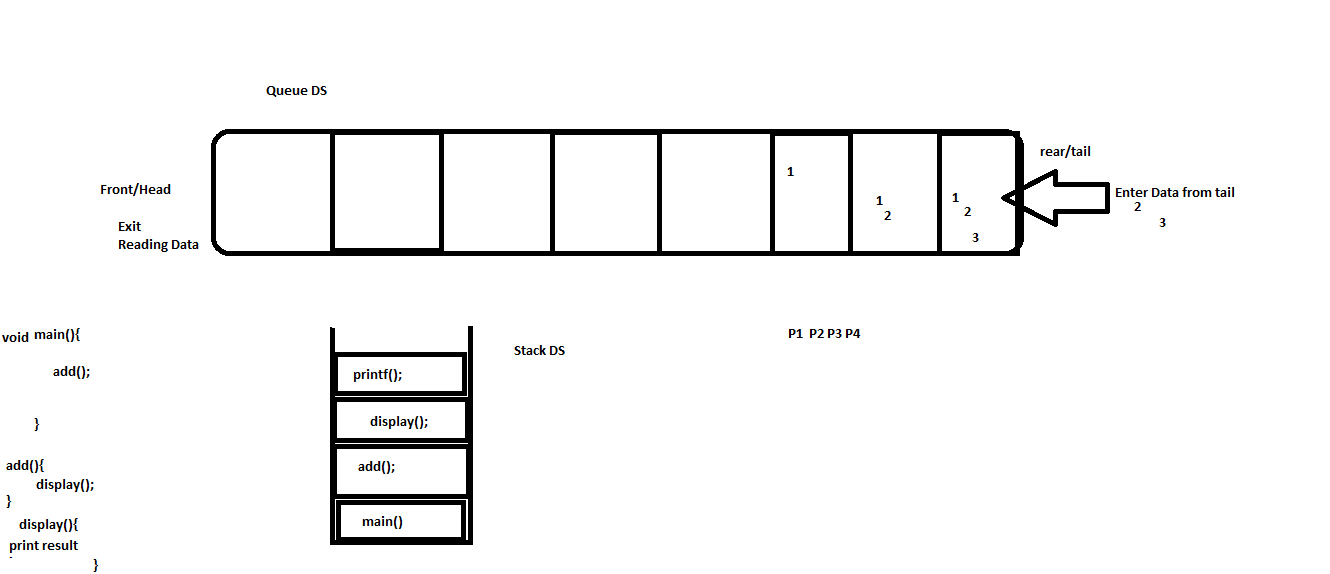 Queue DS
rear/tail
Front/Head
Enter Data from tail
1
1
1
2
2
2
3
3
Exit
Reading Data
void main(){
P1 P2 P3 P4
Stack DS
add();
printf();
}
display();
add(){
add();
display();
}
display(){
main()
print result
}